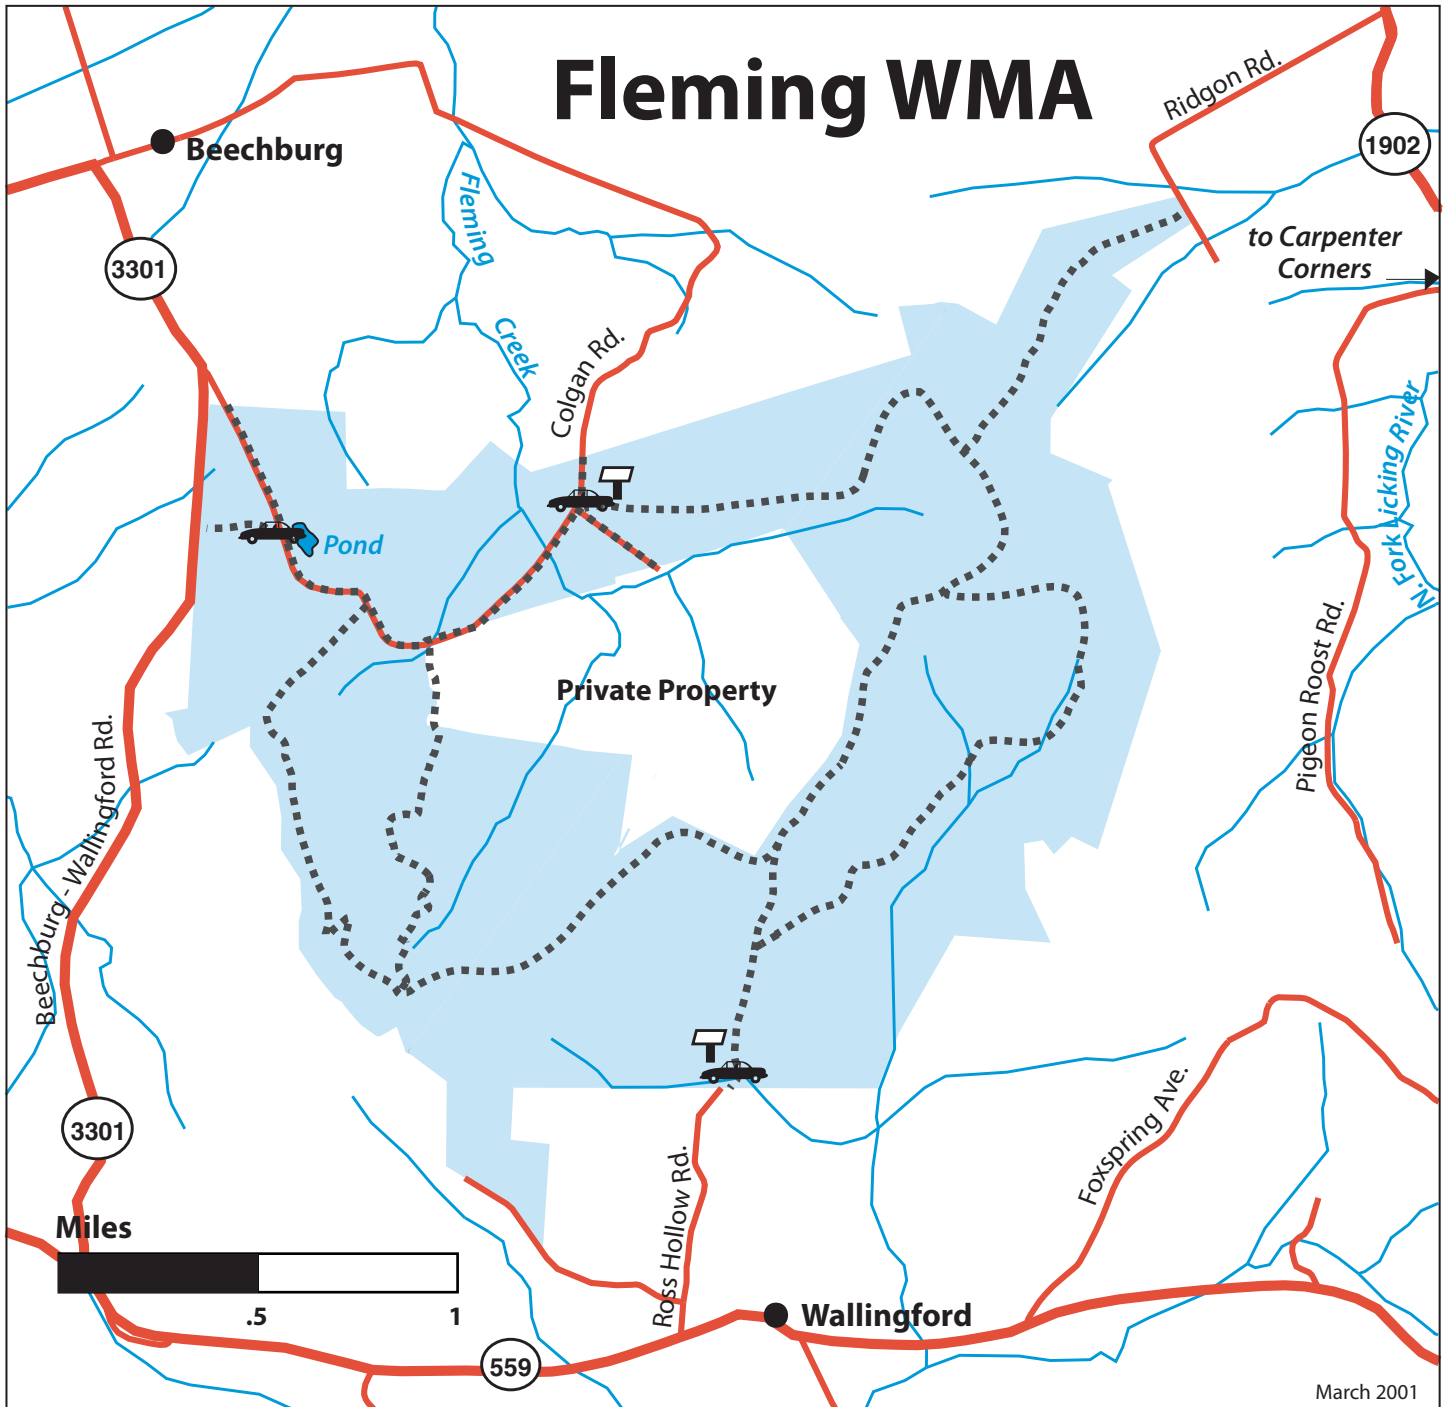 Fleming WMA
Ridgon Rd.
1902
Beechburg
Fleming
Creek
3301
to Carpenter
Corners
Colgan Rd.
N. Fork Licking River
Pond
Private Property
Pigeon Roost Rd.
Beechburg - Wallingford Rd.
3301
Foxspring Ave.
Ross Hollow Rd.
Miles
.5
1
Wallingford
559
March 2001